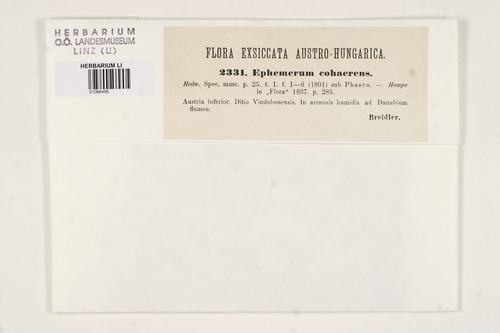 HERBARIUM
O.Ö. LANDESMUSEUM
LINZ (LI)
HERBARIUM LI
FLORA EXSICCATA AUSTRO-HUNGARICA.
2331. Ephemerum cohaerens.
Hedw. Spec. musc. p. 25. t. 1. f. 1—6 (1801) sub Phasco. — Hampe
in „Flora“ 1837. p. 285.
Austria inferior. Ditio Vindobonensis. In arenosis humidis ad Danubium
flumen.
Breidler.